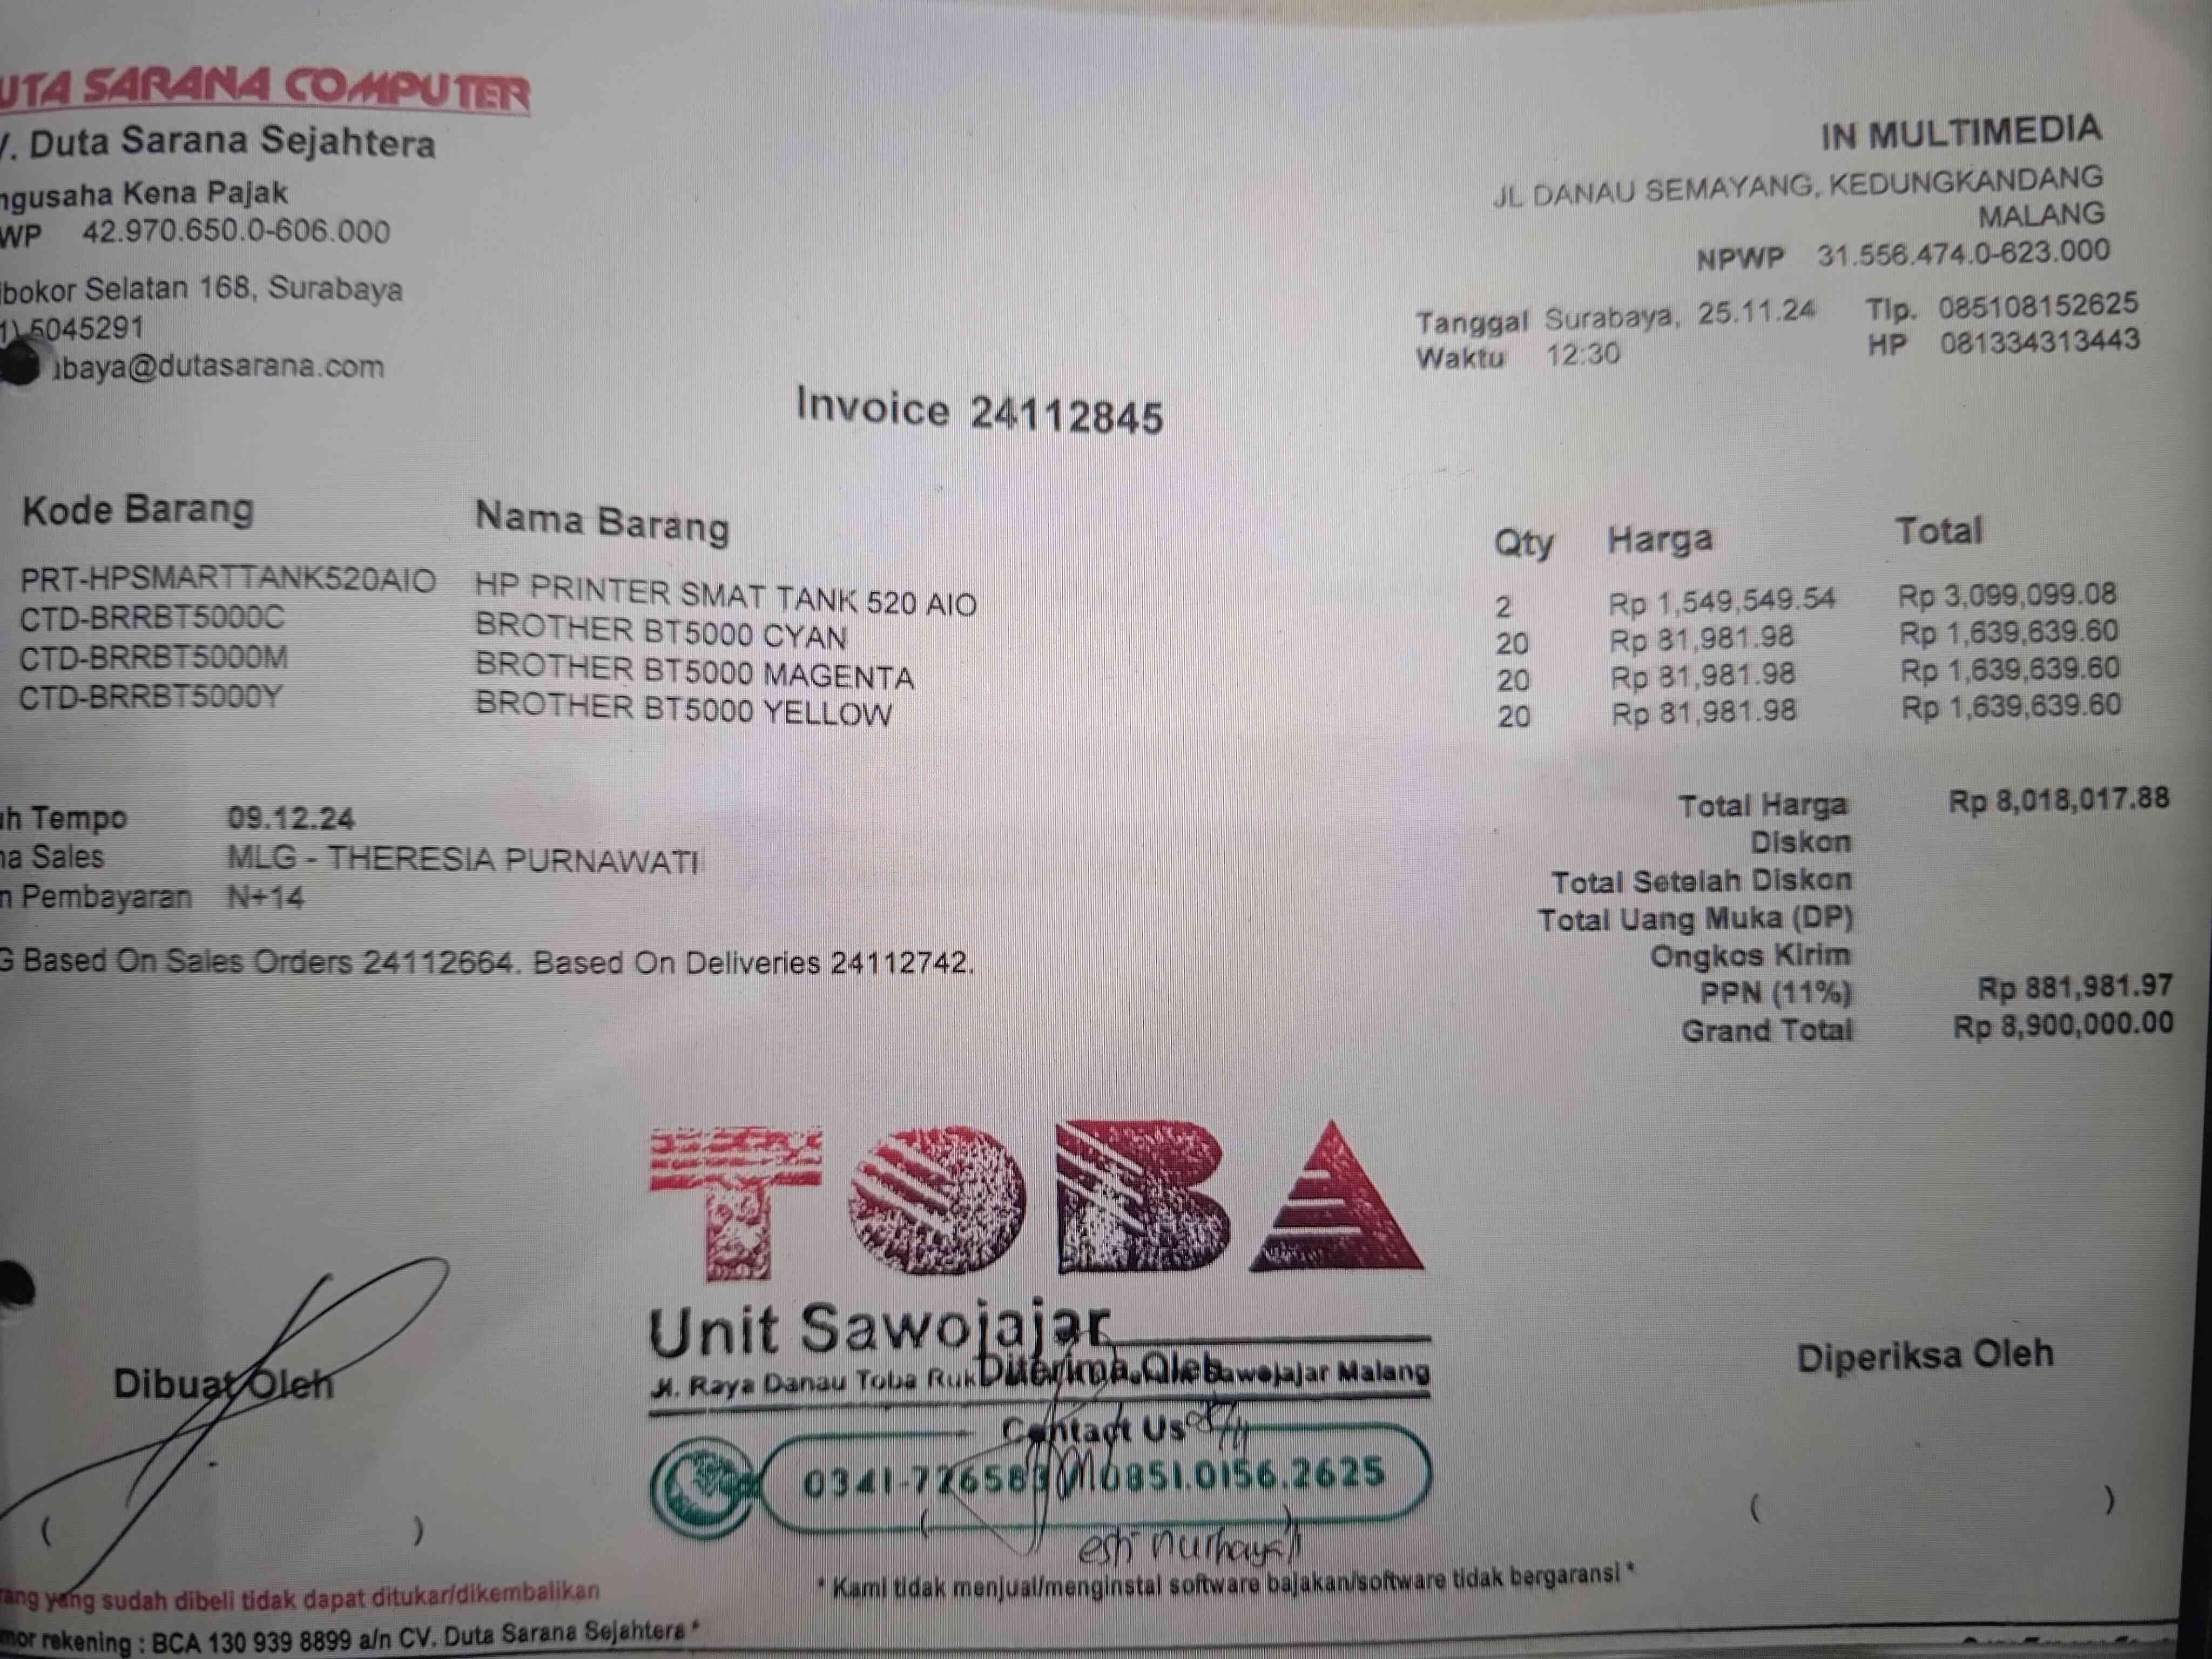 UTA SARANA COMPUTER
/. Duta Sarana Sejahtera
ngusaha Kena Pajak
WP 42.970.650.0-606.000
bokor Selatan 168, Surabaya
1) 5045291
baya@dutasarana.com
IN MULTIMEDIA
JL DANAU SEMAYANG, KEDUNGKANDANG
MALANG
NPWP 31.556.474.0-623.000
Tanggal Surabaya, 25.11.24 Tlp. 085108152625
Waktu 12:30 HP 081334313443
Invoice 24112845
Kode Barang Nama Barang Qty Harga Total
PRT-HPSMARTTANK520AIO HP PRINTER SMAT TANK 520 AIO 2 Rp 1,549,549.54 Rp 3,099,099.08
CTD-BRRBT5000C BROTHER BT5000 CYAN 20 Rp 81,981.98 Rp 1,639,639.60
CTD-BRRBT5000M BROTHER BT5000 MAGENTA 20 Rp 81,981.98 Rp 1,639,639.60
CTD-BRRBT5000Y BROTHER BT5000 YELLOW 20 Rp 81,981.98 Rp 1,639,639.60
uh Tempo 09.12.24
na Sales MLG - THERESIA PURNAWATI
n Pembayaran N+14
G Based On Sales Orders 24112664. Based On Deliveries 24112742.
Total Harga Rp 8,018,017.88
Diskon
Total Setelah Diskon
Total Uang Muka (DP)
Ongkos Kirim
PPN (11%) Rp 881,981.97
Grand Total Rp 8,900,000.00
TOBA
Unit Sawojajar
Jl. Raya Danau Toba Sawojajar Malang
Dibuat Oleh
Diterima Oleh
Diperiksa Oleh
Contact Us
0851.0156.2625
( ) ( ) ( )
esti nurhayati
rang yang sudah dibeli tidak dapat ditukar/dikembalikan
* Kami tidak menjual/menginstal software bajakan/software tidak bergaransi *
mor rekening : BCA 130 939 8899 a/n CV. Duta Sarana Sejahtera *